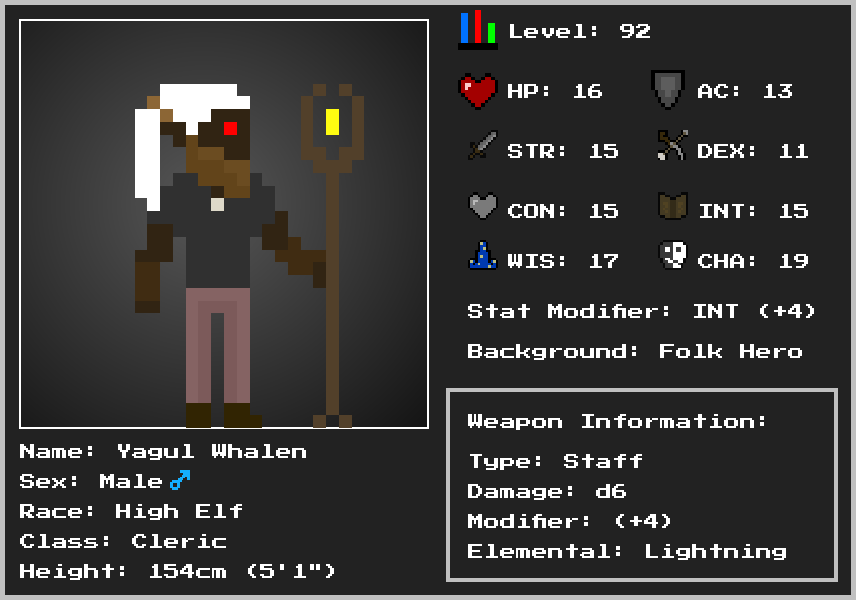 Level: 92
HP: 16 AC: 13
STR: 15 DEX: 11
CON: 15 INT: 15
WIS: 17 CHA: 19
Stat Modifier: INT (+4)
Background: Folk Hero
Weapon Information:
Type: Staff
Damage: d6
Modifier: (+4)
Elemental: Lightning
Name: Yagul Whalen
Sex: Male♂
Race: High Elf
Class: Cleric
Height: 154cm (5'1")